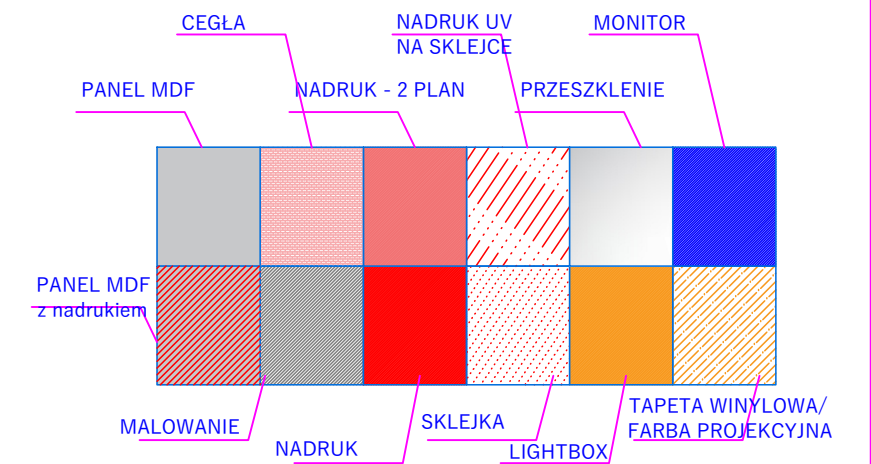 CEGŁA
NADRUK UV
NA SKLEJCE
MONITOR
PANEL MDF
NADRUK - 2 PLAN
PRZESZKLENIE
PANEL MDF
z nadrukiem
MALOWANIE
NADRUK
SKLEJKA
LIGHTBOX
TAPETA WINYLOWA/
FARBA PROJEKCYJNA